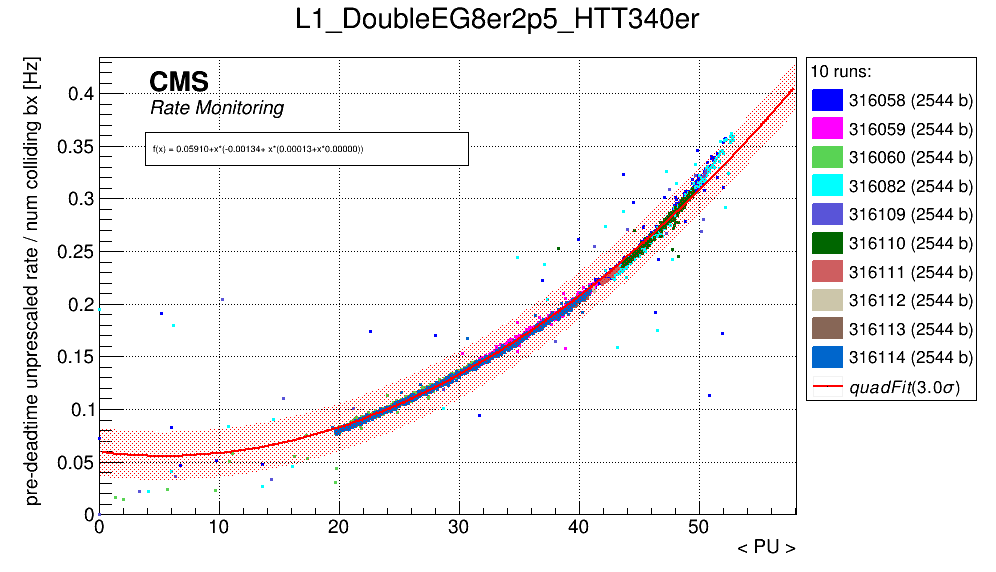 L1_DoubleEG8er2p5_HTT340er
pre-deadtime unprescaled rate / num colliding bx [Hz]
CMS
Rate Monitoring
f(x) = 0.05910+x*(-0.00134+ x*(0.00013+x*0.00000))
0.4
0.35
0.3
0.25
0.2
0.15
0.1
0.05
0
0 10 20 30 40 50
< PU >
10 runs:
316058 (2544 b)
316059 (2544 b)
316060 (2544 b)
316082 (2544 b)
316109 (2544 b)
316110 (2544 b)
316111 (2544 b)
316112 (2544 b)
316113 (2544 b)
316114 (2544 b)
quadFit(3.0σ)